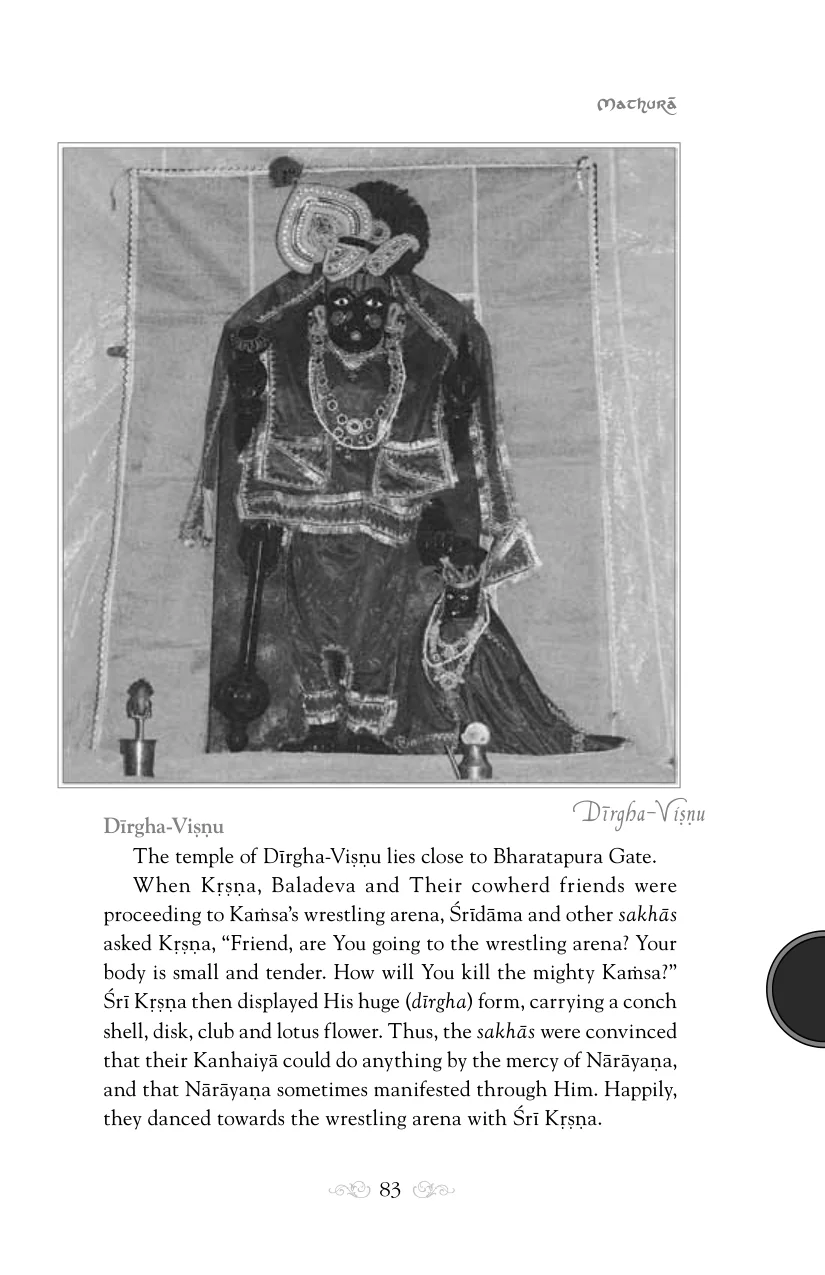 Mathurā
Dīrgha-Viṣṇu
Dīrgha-Viṣṇu
The temple of Dīrgha-Viṣṇu lies close to Bharatapura Gate.
When Kṛṣṇa, Baladeva and Their cowherd friends were
proceeding to Kaṁsa’s wrestling arena, Śrīdāma and other sakhās
asked Kṛṣṇa, “Friend, are You going to the wrestling arena? Your
body is small and tender. How will You kill the mighty Kaṁsa?”
Śrī Kṛṣṇa then displayed His huge (dīrgha) form, carrying a conch
shell, disk, club and lotus flower. Thus, the sakhās were convinced
that their Kanhaiyā could do anything by the mercy of Nārāyaṇa,
and that Nārāyaṇa sometimes manifested through Him. Happily,
they danced towards the wrestling arena with Śrī Kṛṣṇa.
83